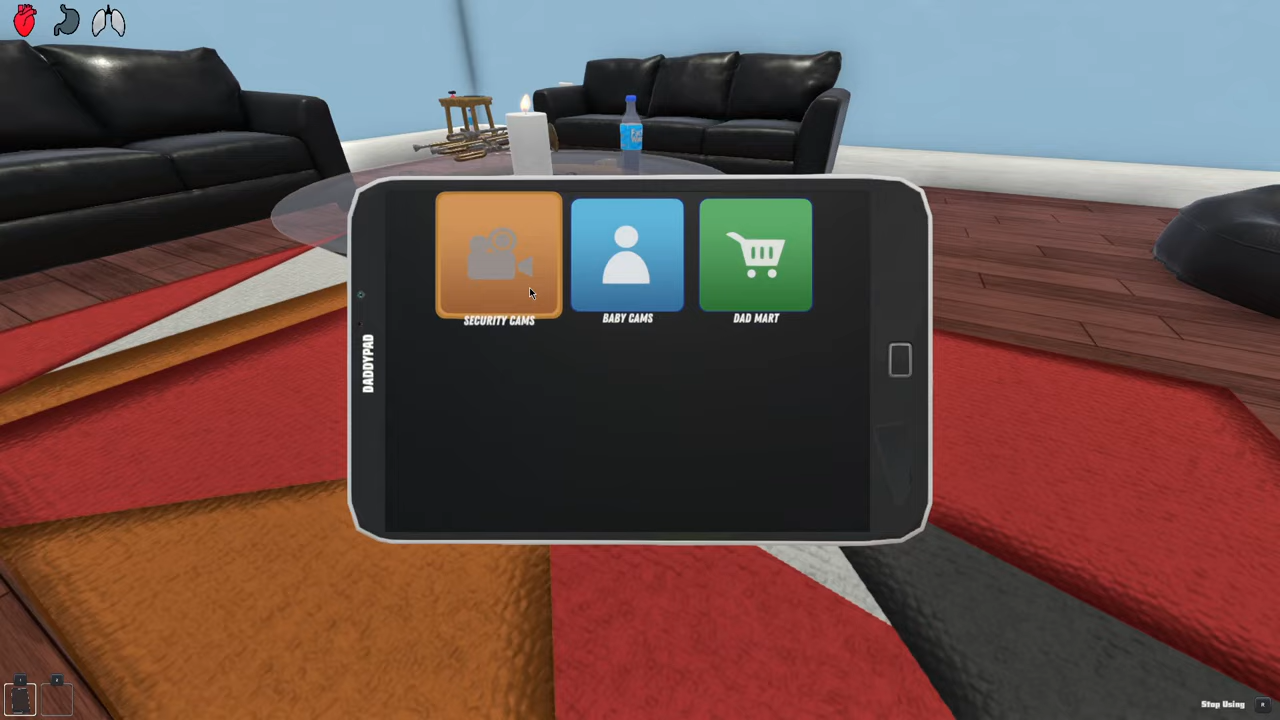 SECURITY CAMS
BABY CAMS
DAD MART
DADDYPAD
Stop Using